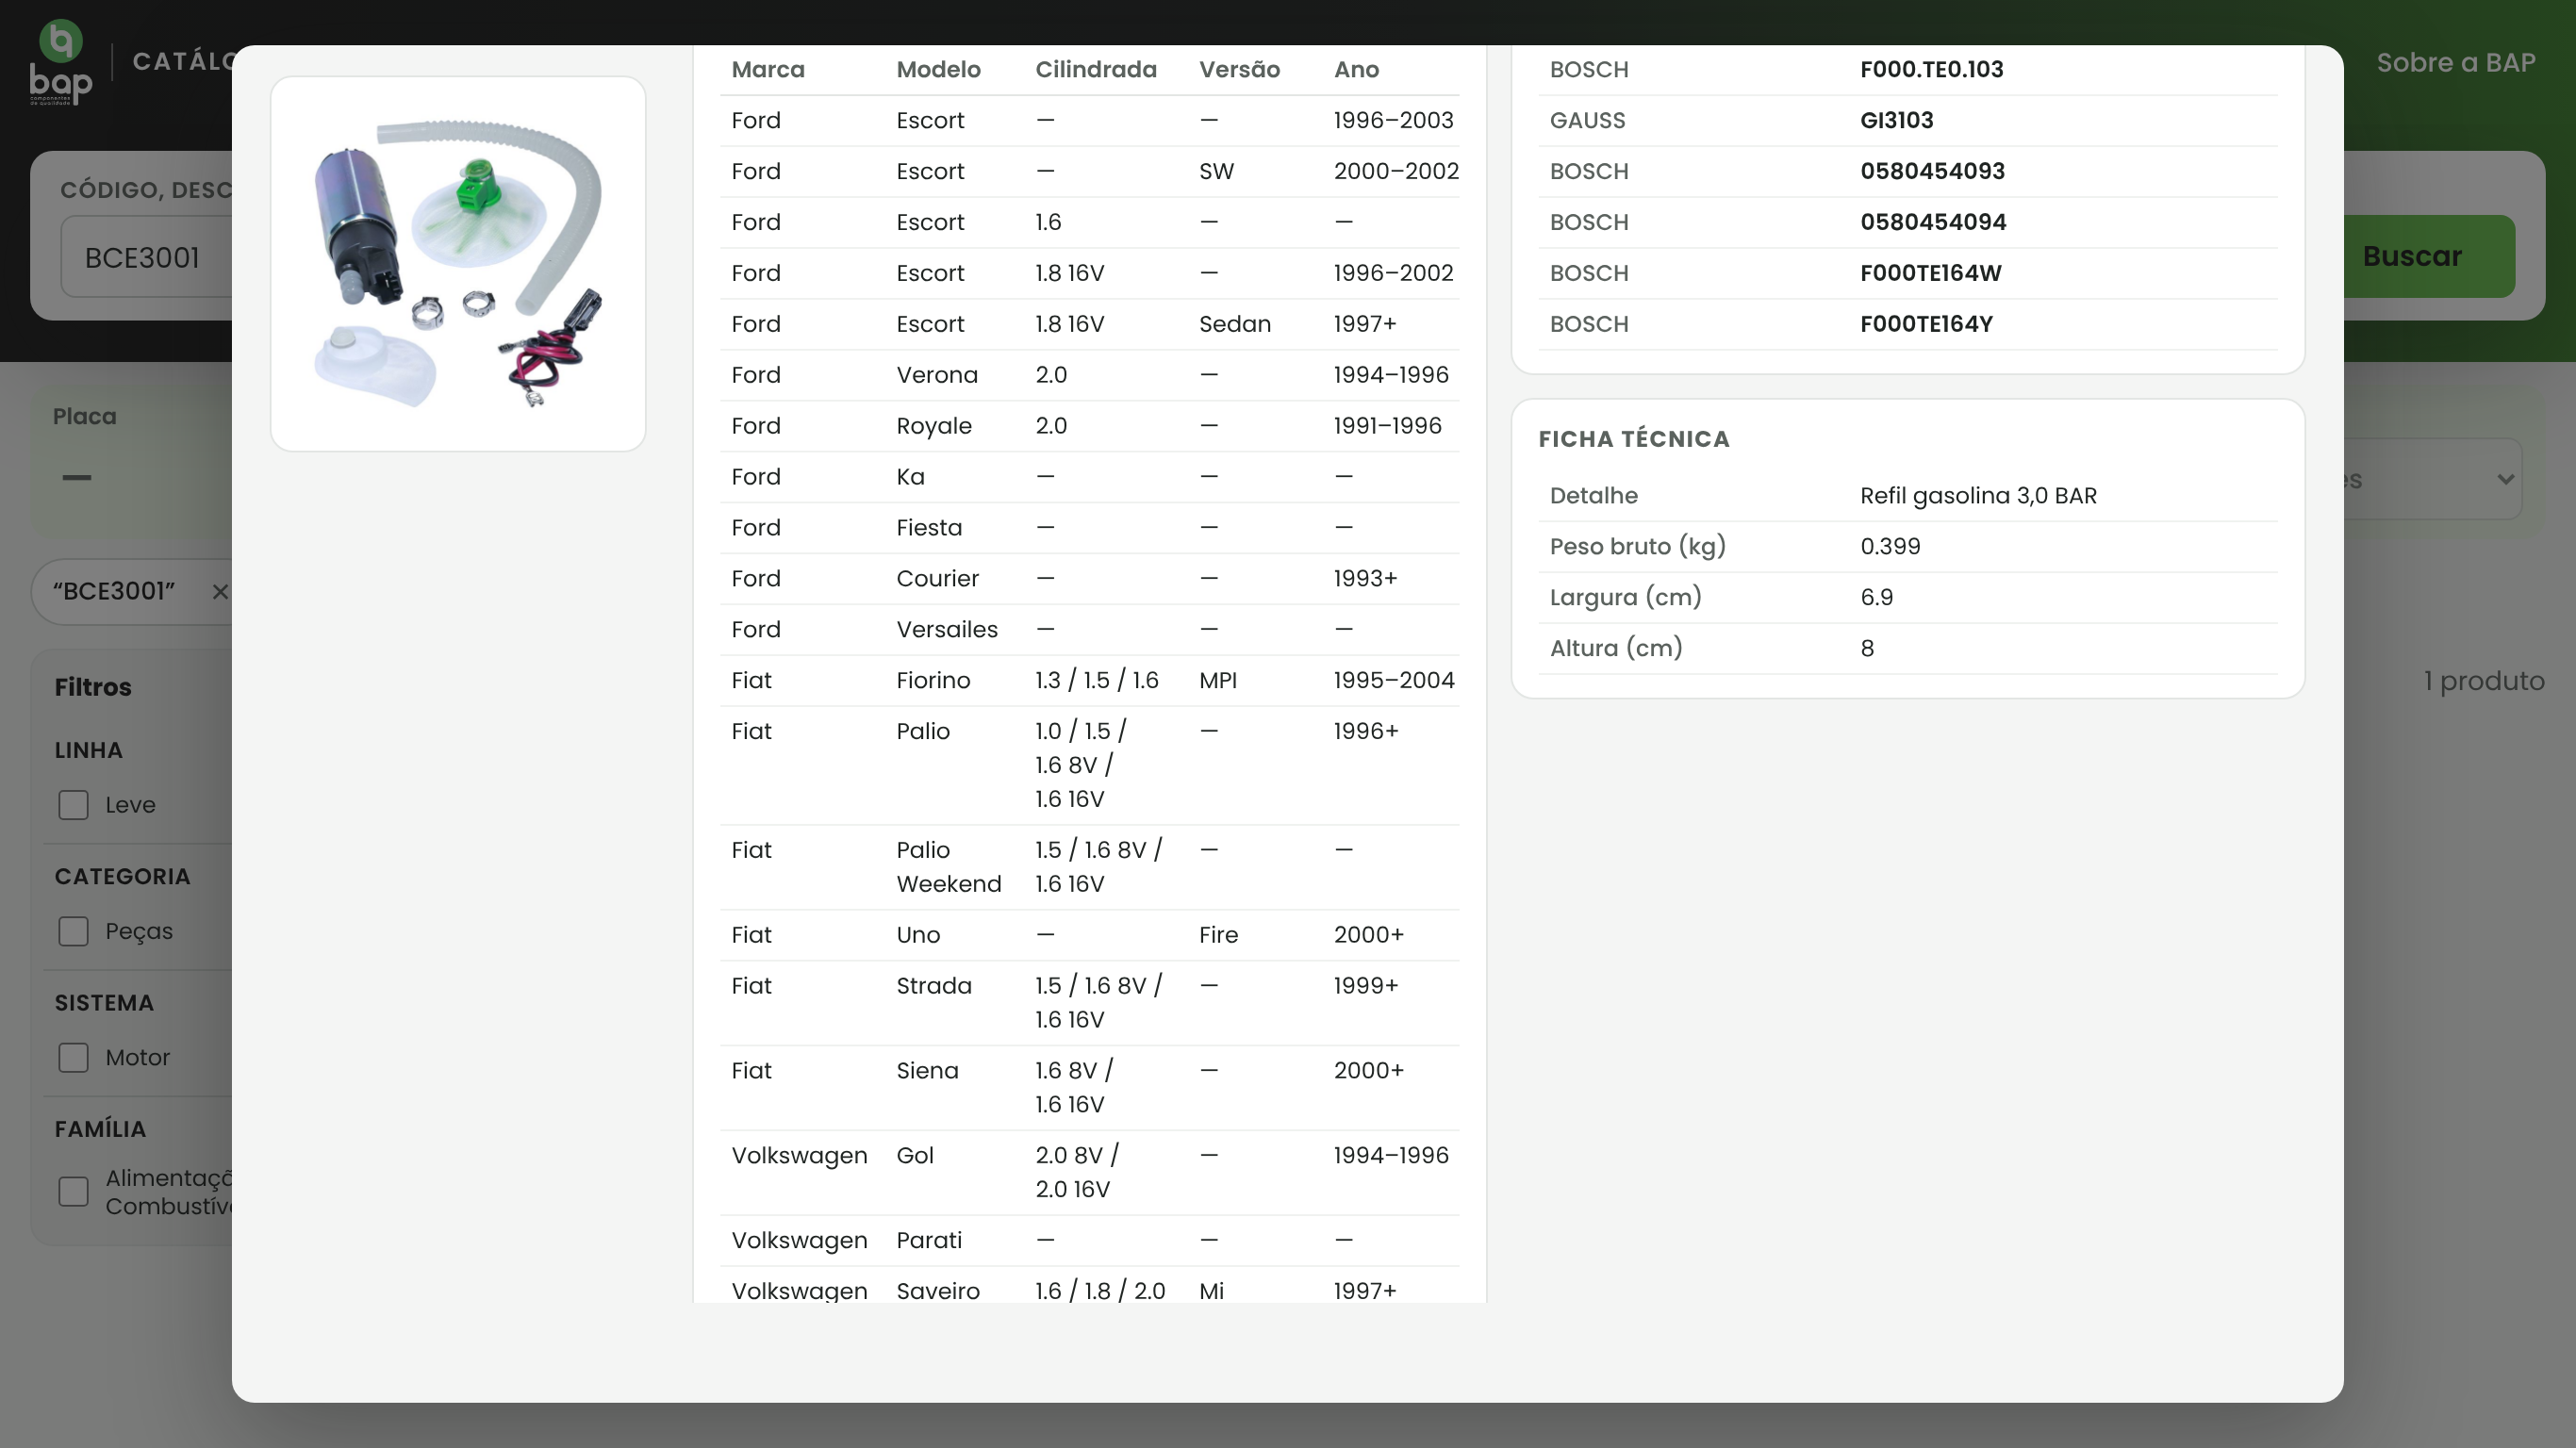 bap
componentes
de qualidade
CATÁLO
Sobre a BAP
CÓDIGO, DESC
BCE3001
Buscar
Placa
—
es
“BCE3001” ×
1 produto
Filtros
LINHA
Leve
CATEGORIA
Peças
SISTEMA
Motor
FAMÍLIA
Alimentaçã
Combustíve
Marca Modelo Cilindrada Versão Ano
Ford Escort — — 1996–2003
Ford Escort — SW 2000–2002
Ford Escort 1.6 — —
Ford Escort 1.8 16V — 1996–2002
Ford Escort 1.8 16V Sedan 1997+
Ford Verona 2.0 — 1994–1996
Ford Royale 2.0 — 1991–1996
Ford Ka — — —
Ford Fiesta — — —
Ford Courier — — 1993+
Ford Versailes — — —
Fiat Fiorino 1.3 / 1.5 / 1.6 MPI 1995–2004
Fiat Palio 1.0 / 1.5 / — 1996+
1.6 8V /
1.6 16V
Fiat Palio 1.5 / 1.6 8V / — —
Weekend 1.6 16V
Fiat Uno — Fire 2000+
Fiat Strada 1.5 / 1.6 8V / — 1999+
1.6 16V
Fiat Siena 1.6 8V / — 2000+
1.6 16V
Volkswagen Gol 2.0 8V / — 1994–1996
2.0 16V
Volkswagen Parati — — —
Volkswagen Saveiro 1.6 / 1.8 / 2.0 Mi 1997+
BOSCH F000.TE0.103
GAUSS GI3103
BOSCH 0580454093
BOSCH 0580454094
BOSCH F000TE164W
BOSCH F000TE164Y
FICHA TÉCNICA
Detalhe Refil gasolina 3,0 BAR
Peso bruto (kg) 0.399
Largura (cm) 6.9
Altura (cm) 8